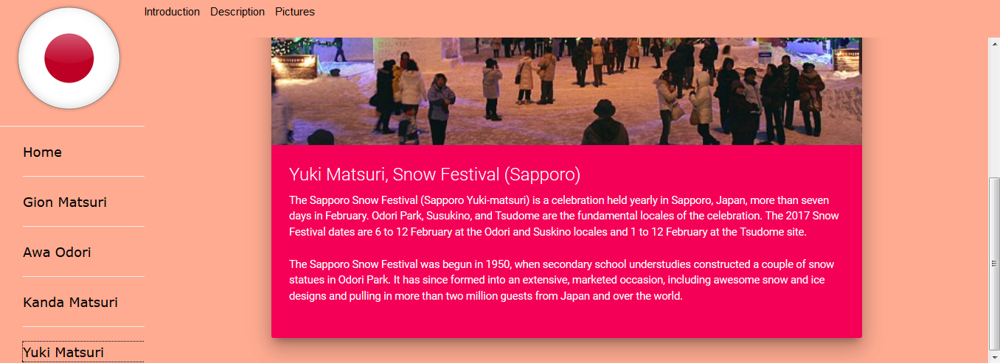 Introduction Description Pictures
Home
Gion Matsuri
Awa Odori
Kanda Matsuri
Yuki Matsuri
Yuki Matsuri, Snow Festival (Sapporo)
The Sapporo Snow Festival (Sapporo Yuki-matsuri) is a celebration held yearly in Sapporo, Japan, more than seven
days in February. Odori Park, Susukino, and Tsudome are the fundamental locales of the celebration. The 2017 Snow
Festival dates are 6 to 12 February at the Odori and Suskino locales and 1 to 12 February at the Tsudome site.
The Sapporo Snow Festival was begun in 1950, when secondary school understudies constructed a couple of snow
statues in Odori Park. It has since formed into an extensive, marketed occasion, including awesome snow and ice
designs and pulling in more than two million guests from Japan and over the world.